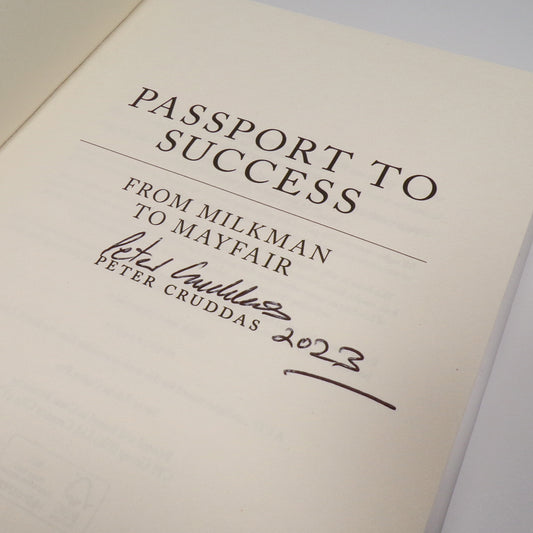 PASSPORT TO
SUCCESS
FROM MILKMAN
TO MAYFAIR
Peter Cruddas
PETER CRUDDAS
2023